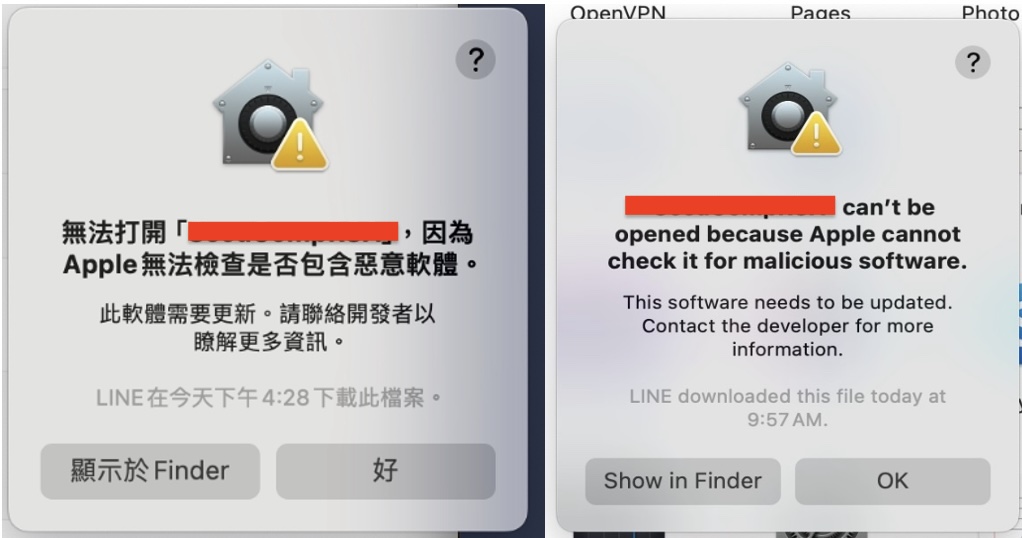 ?
無法打開「 」，因為
Apple無法檢查是否包含惡意軟體。
此軟體需要更新。請聯絡開發者以
瞭解更多資訊。
LINE在今天下午4:28下載此檔案。
顯示於Finder
好
OpenVPN
Pages
Photo
?
can't be
opened because Apple cannot
check it for malicious software.
This software needs to be updated.
Contact the developer for more
information.
LINE downloaded this file today at
9:57AM.
Show in Finder
OK